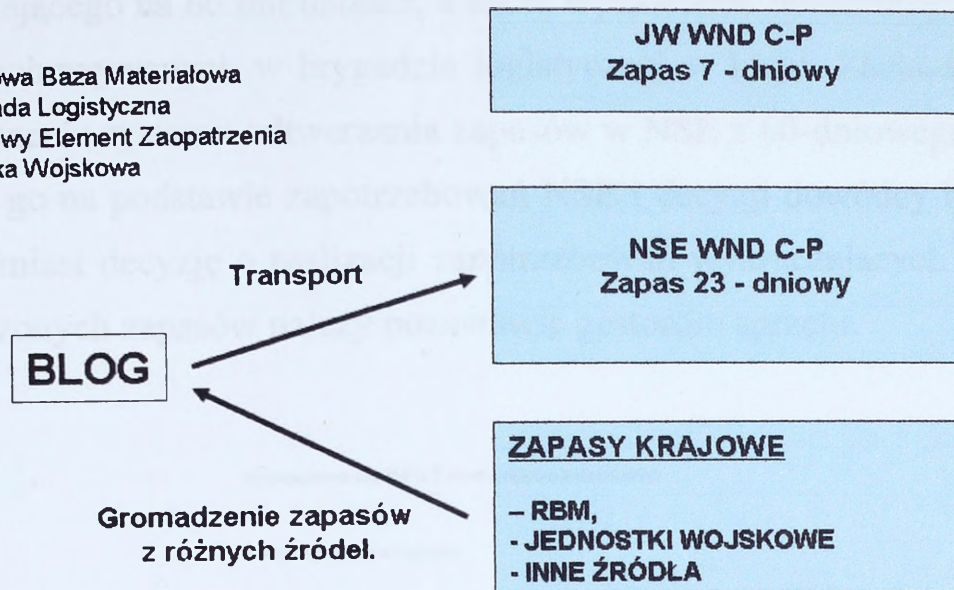 JW WND C-P
Zapas 7 - dniowy
owa Baza Materiałowa
ada Logistyczna
wy Element Zaopatrzenia
ka Wojskowa
NSE WND C-P
Zapas 23 - dniowy
Transport
BLOG
ZAPASY KRAJOWE
– RBM,
- JEDNOSTKI WOJSKOWE
- INNE ŹRÓDŁA
Gromadzenie zapasów
z różnych źródeł.